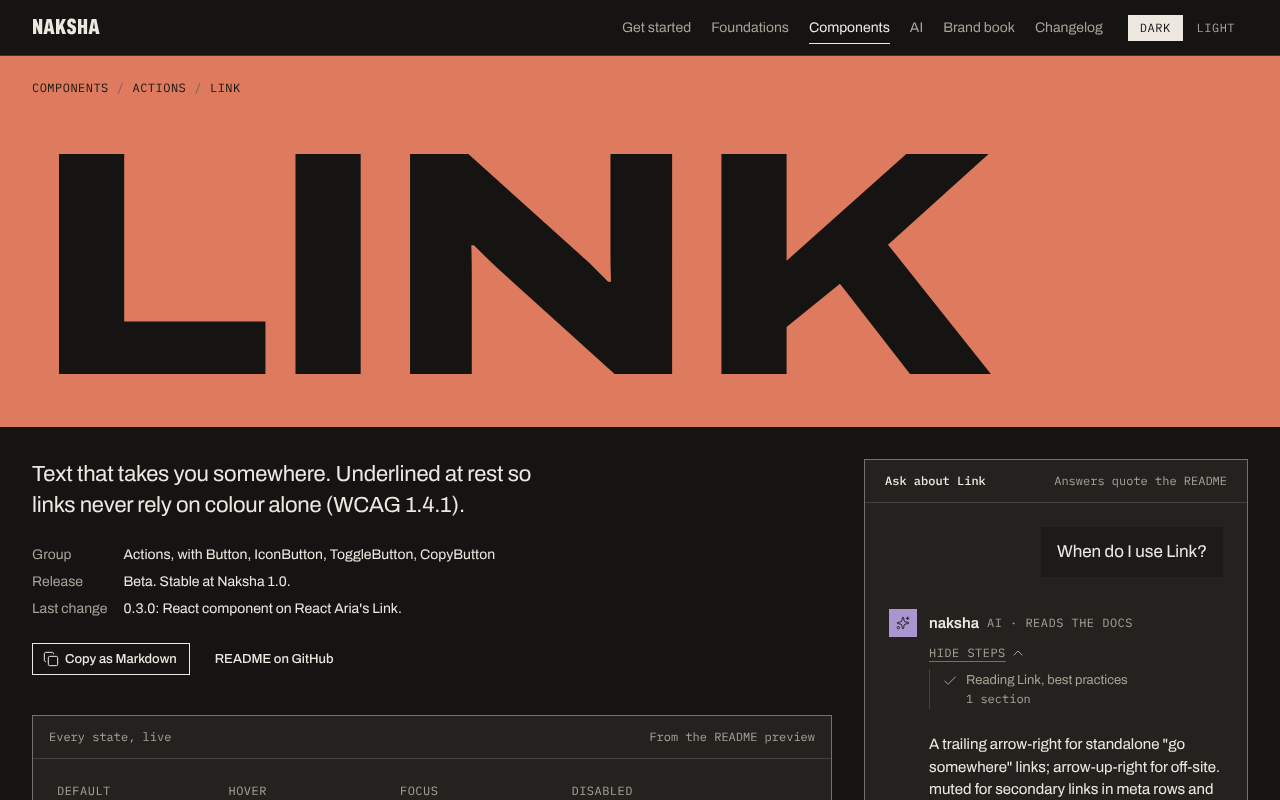 NAKSHA
Get started Foundations Components AI Brand book Changelog DARK LIGHT
COMPONENTS / ACTIONS / LINK
LINK
Text that takes you somewhere. Underlined at rest so
links never rely on colour alone (WCAG 1.4.1).
Group Actions, with Button, IconButton, ToggleButton, CopyButton
Release Beta. Stable at Naksha 1.0.
Last change 0.3.0: React component on React Aria's Link.
Copy as Markdown README on GitHub
Every state, live From the README preview
DEFAULT HOVER FOCUS DISABLED
Ask about Link Answers quote the README
When do I use Link?
naksha AI · READS THE DOCS
HIDE STEPS
Reading Link, best practices
1 section
A trailing arrow-right for standalone "go
somewhere" links; arrow-up-right for off-site.
muted for secondary links in meta rows and